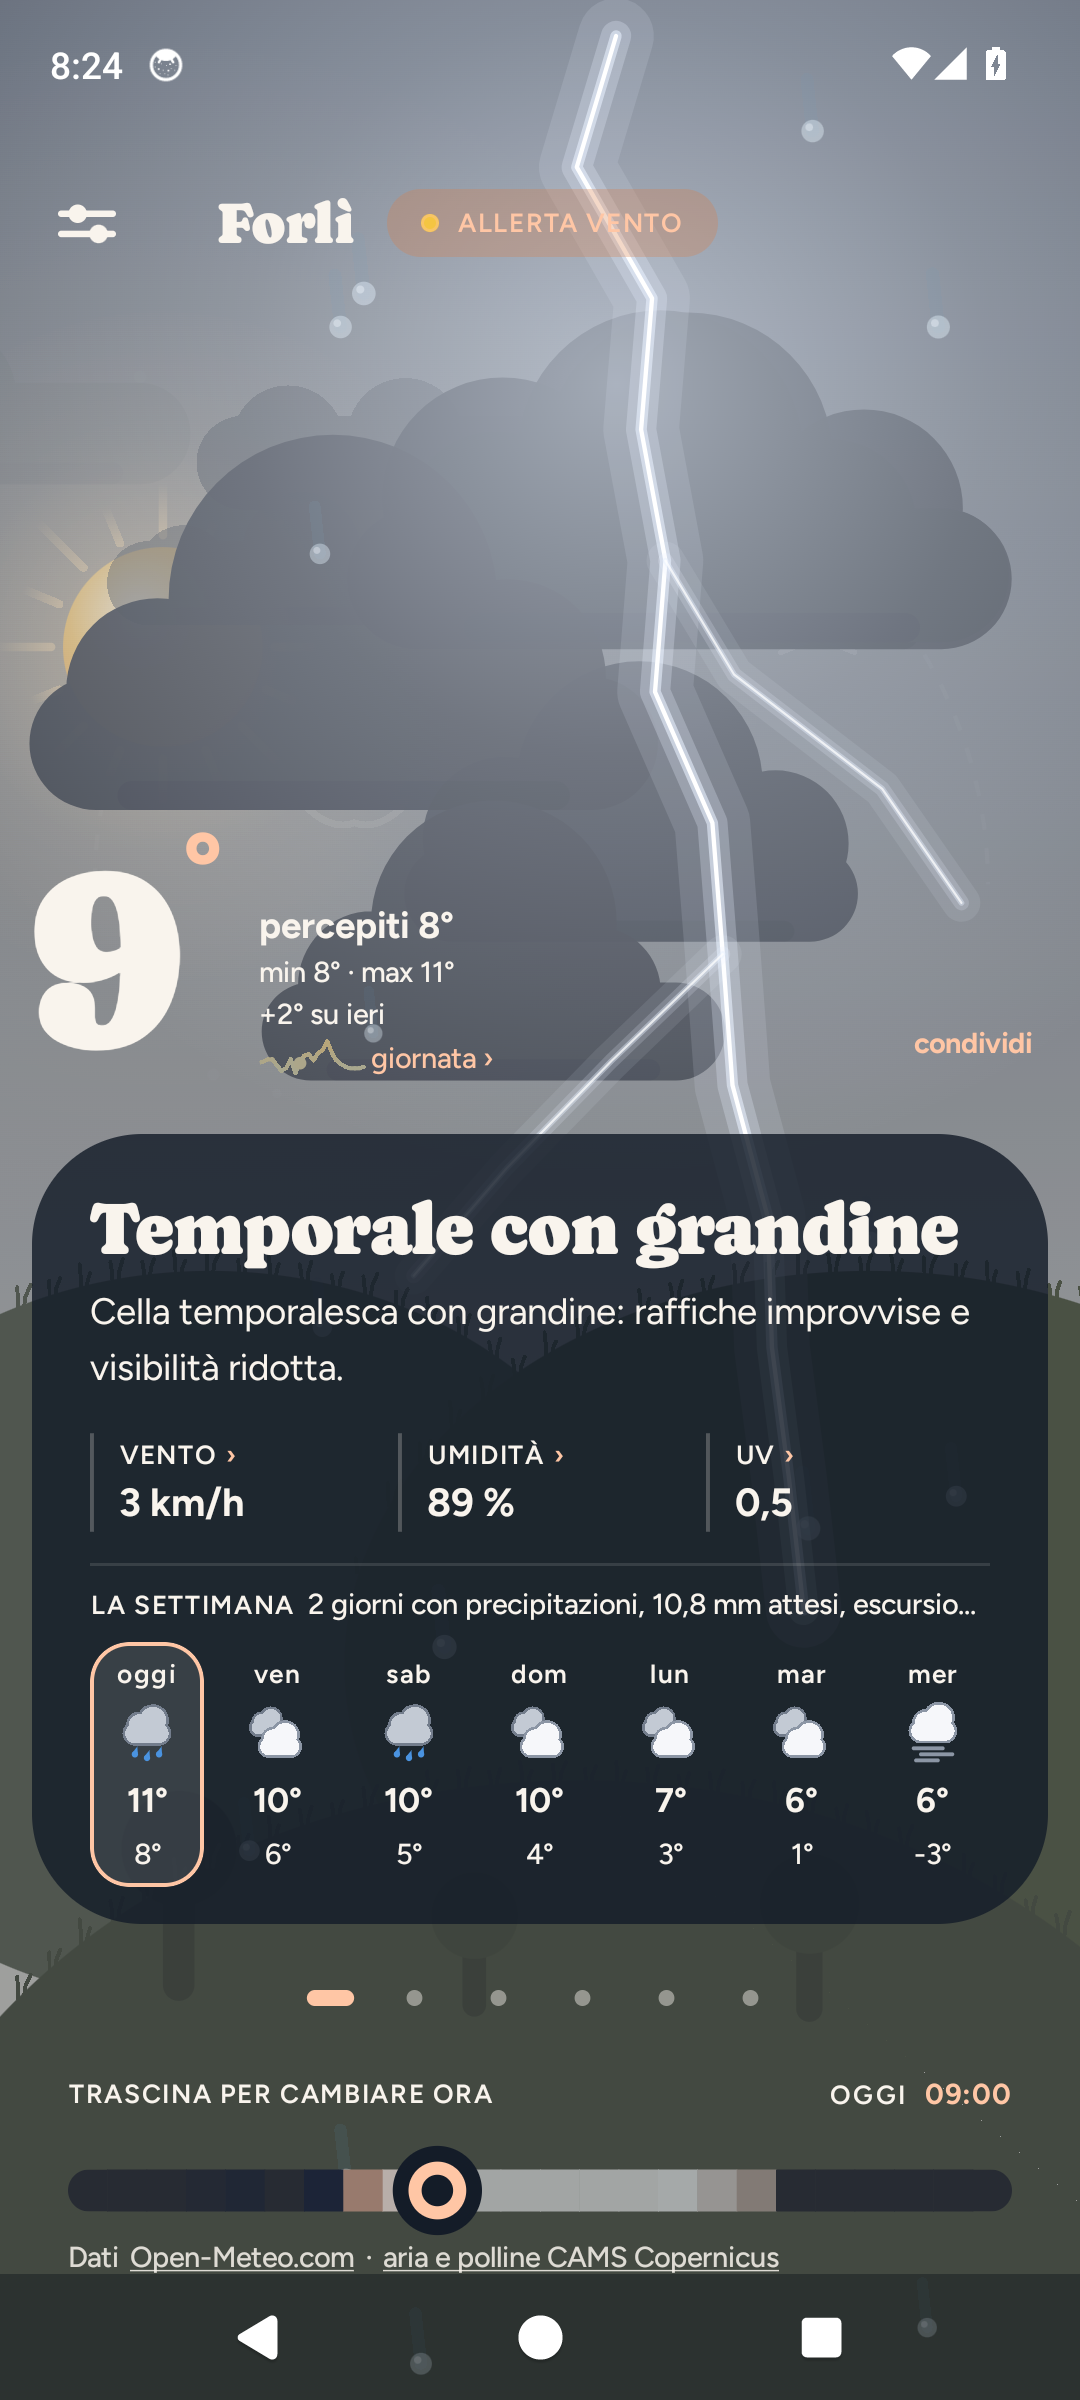 8:24
Forlì
ALLERTA VENTO
9°
percepiti 8°
min 8° · max 11°
+2° su ieri
giornata ›
condividi
Temporale con grandine
Cella temporalesca con grandine: raffiche improvvise e
visibilità ridotta.
VENTO › UMIDITÀ › UV ›
3 km/h 89 % 0,5
LA SETTIMANA 2 giorni con precipitazioni, 10,8 mm attesi, escursio...
oggi ven sab dom lun mar mer
11° 10° 10° 10° 7° 6° 6°
8° 6° 5° 4° 3° 1° -3°
TRASCINA PER CAMBIARE ORA OGGI 09:00
Dati Open-Meteo.com · aria e polline CAMS Copernicus